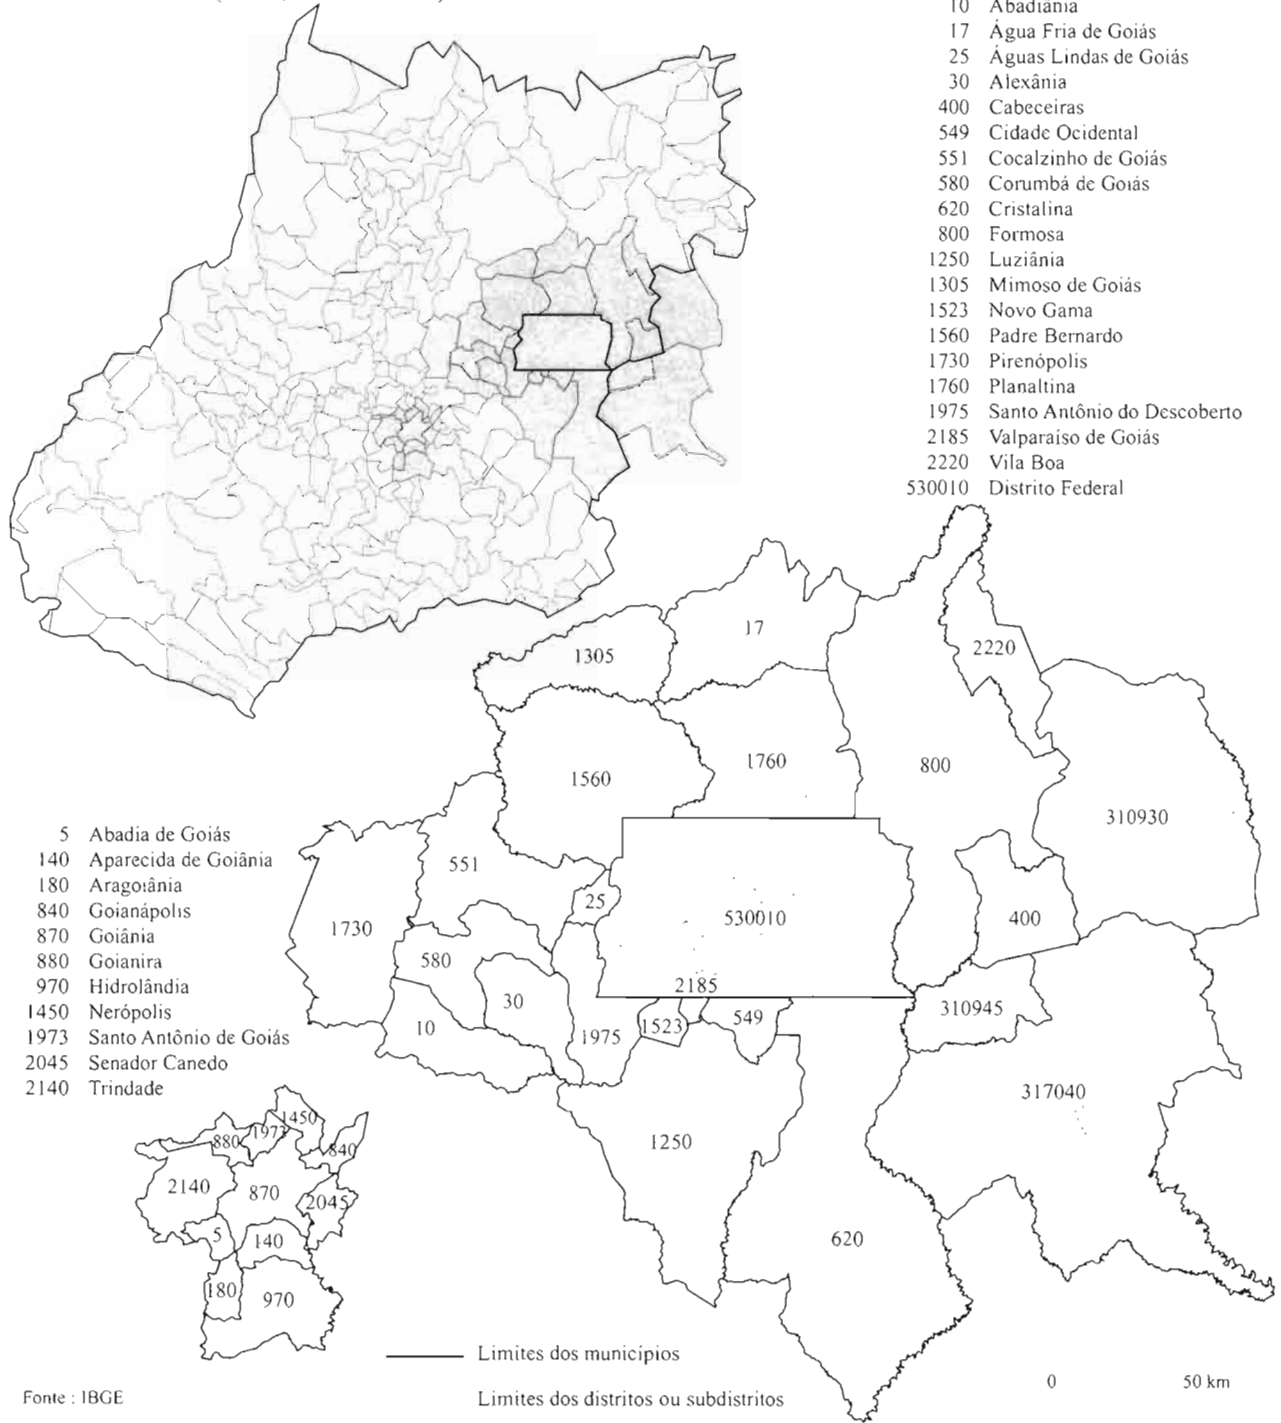 10 Abadiânia
17 Água Fria de Goiás
25 Águas Lindas de Goiás
30 Alexânia
400 Cabeceiras
549 Cidade Ocidental
551 Cocalzinho de Goiás
580 Corumbá de Goiás
620 Cristalina
800 Formosa
1250 Luziânia
1305 Mimoso de Goiás
1523 Novo Gama
1560 Padre Bernardo
1730 Pirenópolis
1760 Planaltina
1975 Santo Antônio do Descoberto
2185 Valparaíso de Goiás
2220 Vila Boa
530010 Distrito Federal
17
1305
2220
1760
800
1560
310930
5 Abadia de Goiás
140 Aparecida de Goiânia
180 Aragoiânia
840 Goianápolis
870 Goiânia
880 Goianira
970 Hidrolândia
1450 Nerópolis
1973 Santo Antônio de Goiás
2045 Senador Canedo
2140 Trindade
551
25
1730
530010
400
580
2185
30
310945
549
10
1523
1975
317040
1250
620
1450
1973
880
840
2140
870
2045
5
140
180
970
Limites dos municípios
Limites dos distritos ou subdistritos
0 50 km
Fonte : IBGE